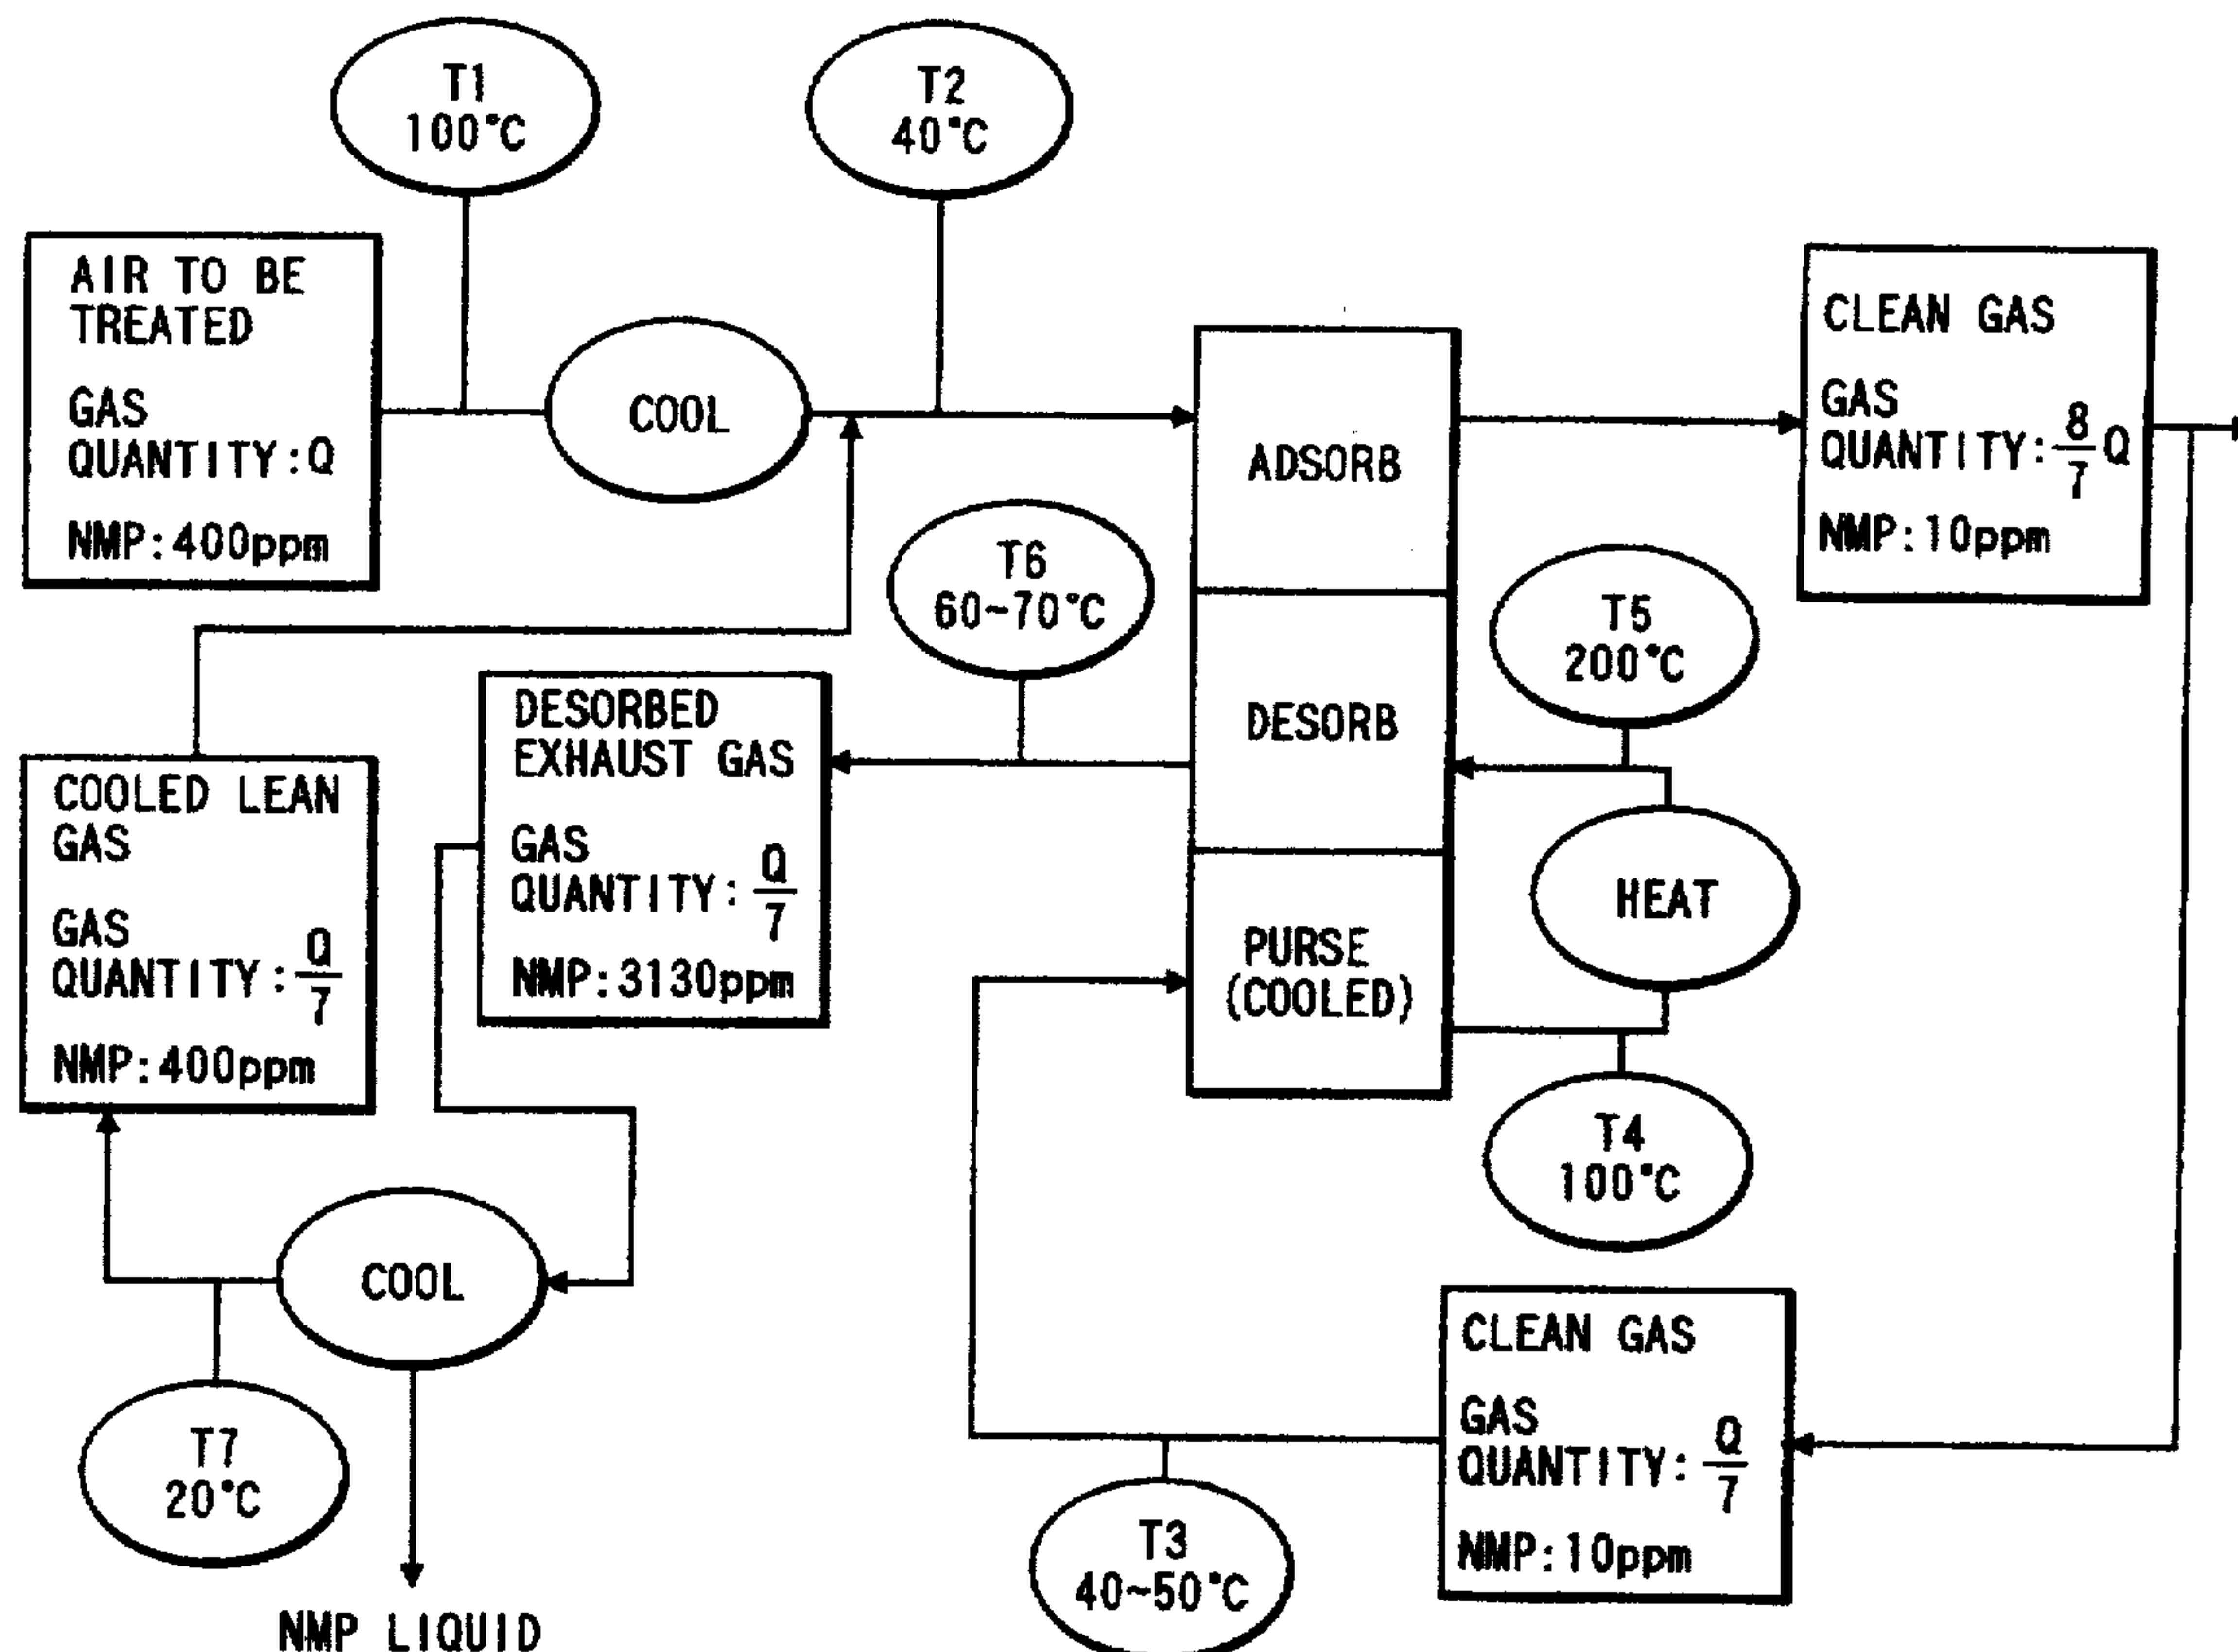 T1
100°C
T2
40°C
AIR TO BE
TREATED
GAS
QUANTITY:Q
NMP:400ppm
COOL
ADSORB
CLEAN GAS
GAS
QUANTITY: 8/7 Q
NMP:10ppm
T6
60~70°C
T5
200°C
DESORBED
EXHAUST GAS
GAS
QUANTITY: Q/7
NMP:3130ppm
DESORB
COOLED LEAN
GAS
GAS
QUANTITY: Q/7
NMP:400ppm
HEAT
PURSE
(COOLED)
T4
100°C
COOL
CLEAN GAS
GAS
QUANTITY: Q/7
NMP:10ppm
T7
20°C
T3
40~50°C
NMP LIQUID